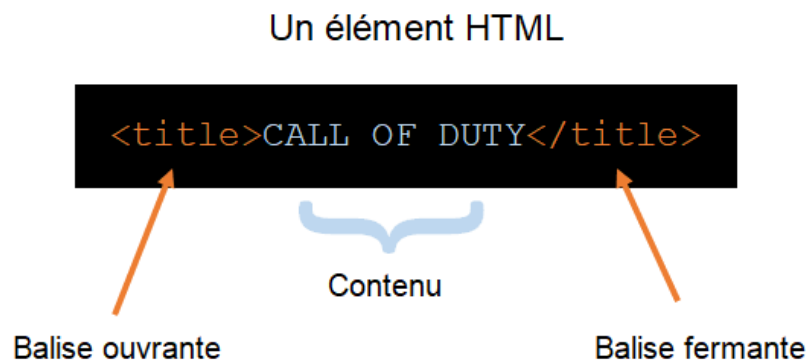 Un élément HTML
<title>CALL OF DUTY</title>
Contenu
Balise ouvrante
Balise fermante